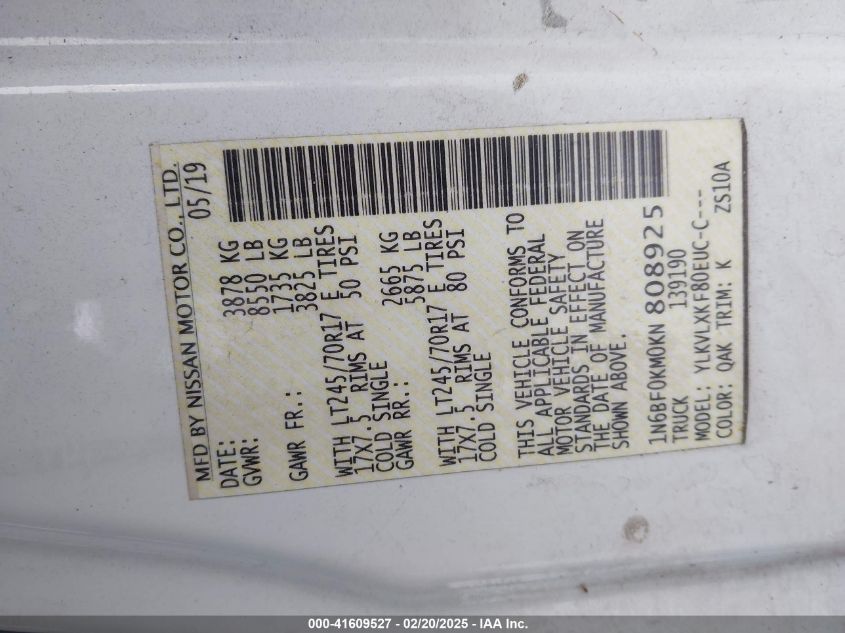 MFD BY NISSAN MOTOR CO., LTD.
DATE: 05/19
GVWR: 3878 KG
8550 LB
GAWR FR.: 1735 KG
3825 LB
WITH LT245/70R17 E TIRES
17X7.5 RIMS AT 50 PSI
COLD SINGLE
GAWR RR.: 2665 KG
5875 LB
WITH LT245/70R17 E TIRES
17X7.5 RIMS AT 80 PSI
COLD SINGLE
THIS VEHICLE CONFORMS TO
ALL APPLICABLE FEDERAL
MOTOR VEHICLE SAFETY
STANDARDS IN EFFECT ON
THE DATE OF MANUFACTURE
SHOWN ABOVE.
1N6BF0KM0KN808925
TRUCK 139190
MODEL: YLKVLXKF80EUC-C---
COLOR: QAK TRIM: K ZS10A
000-41609527 - 02/20/2025 - IAA Inc.